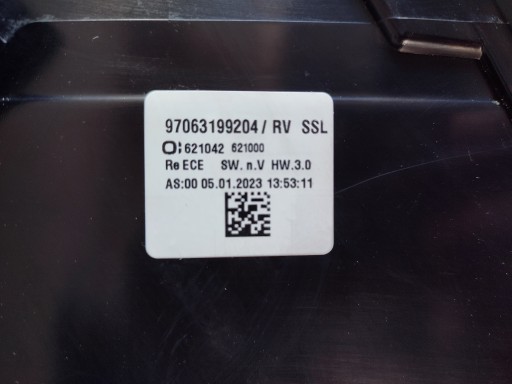 97063199204 / RV SSL
621042 621000
Re ECE SW. n.V HW.3.0
AS:00 05.01.2023 13:53:11